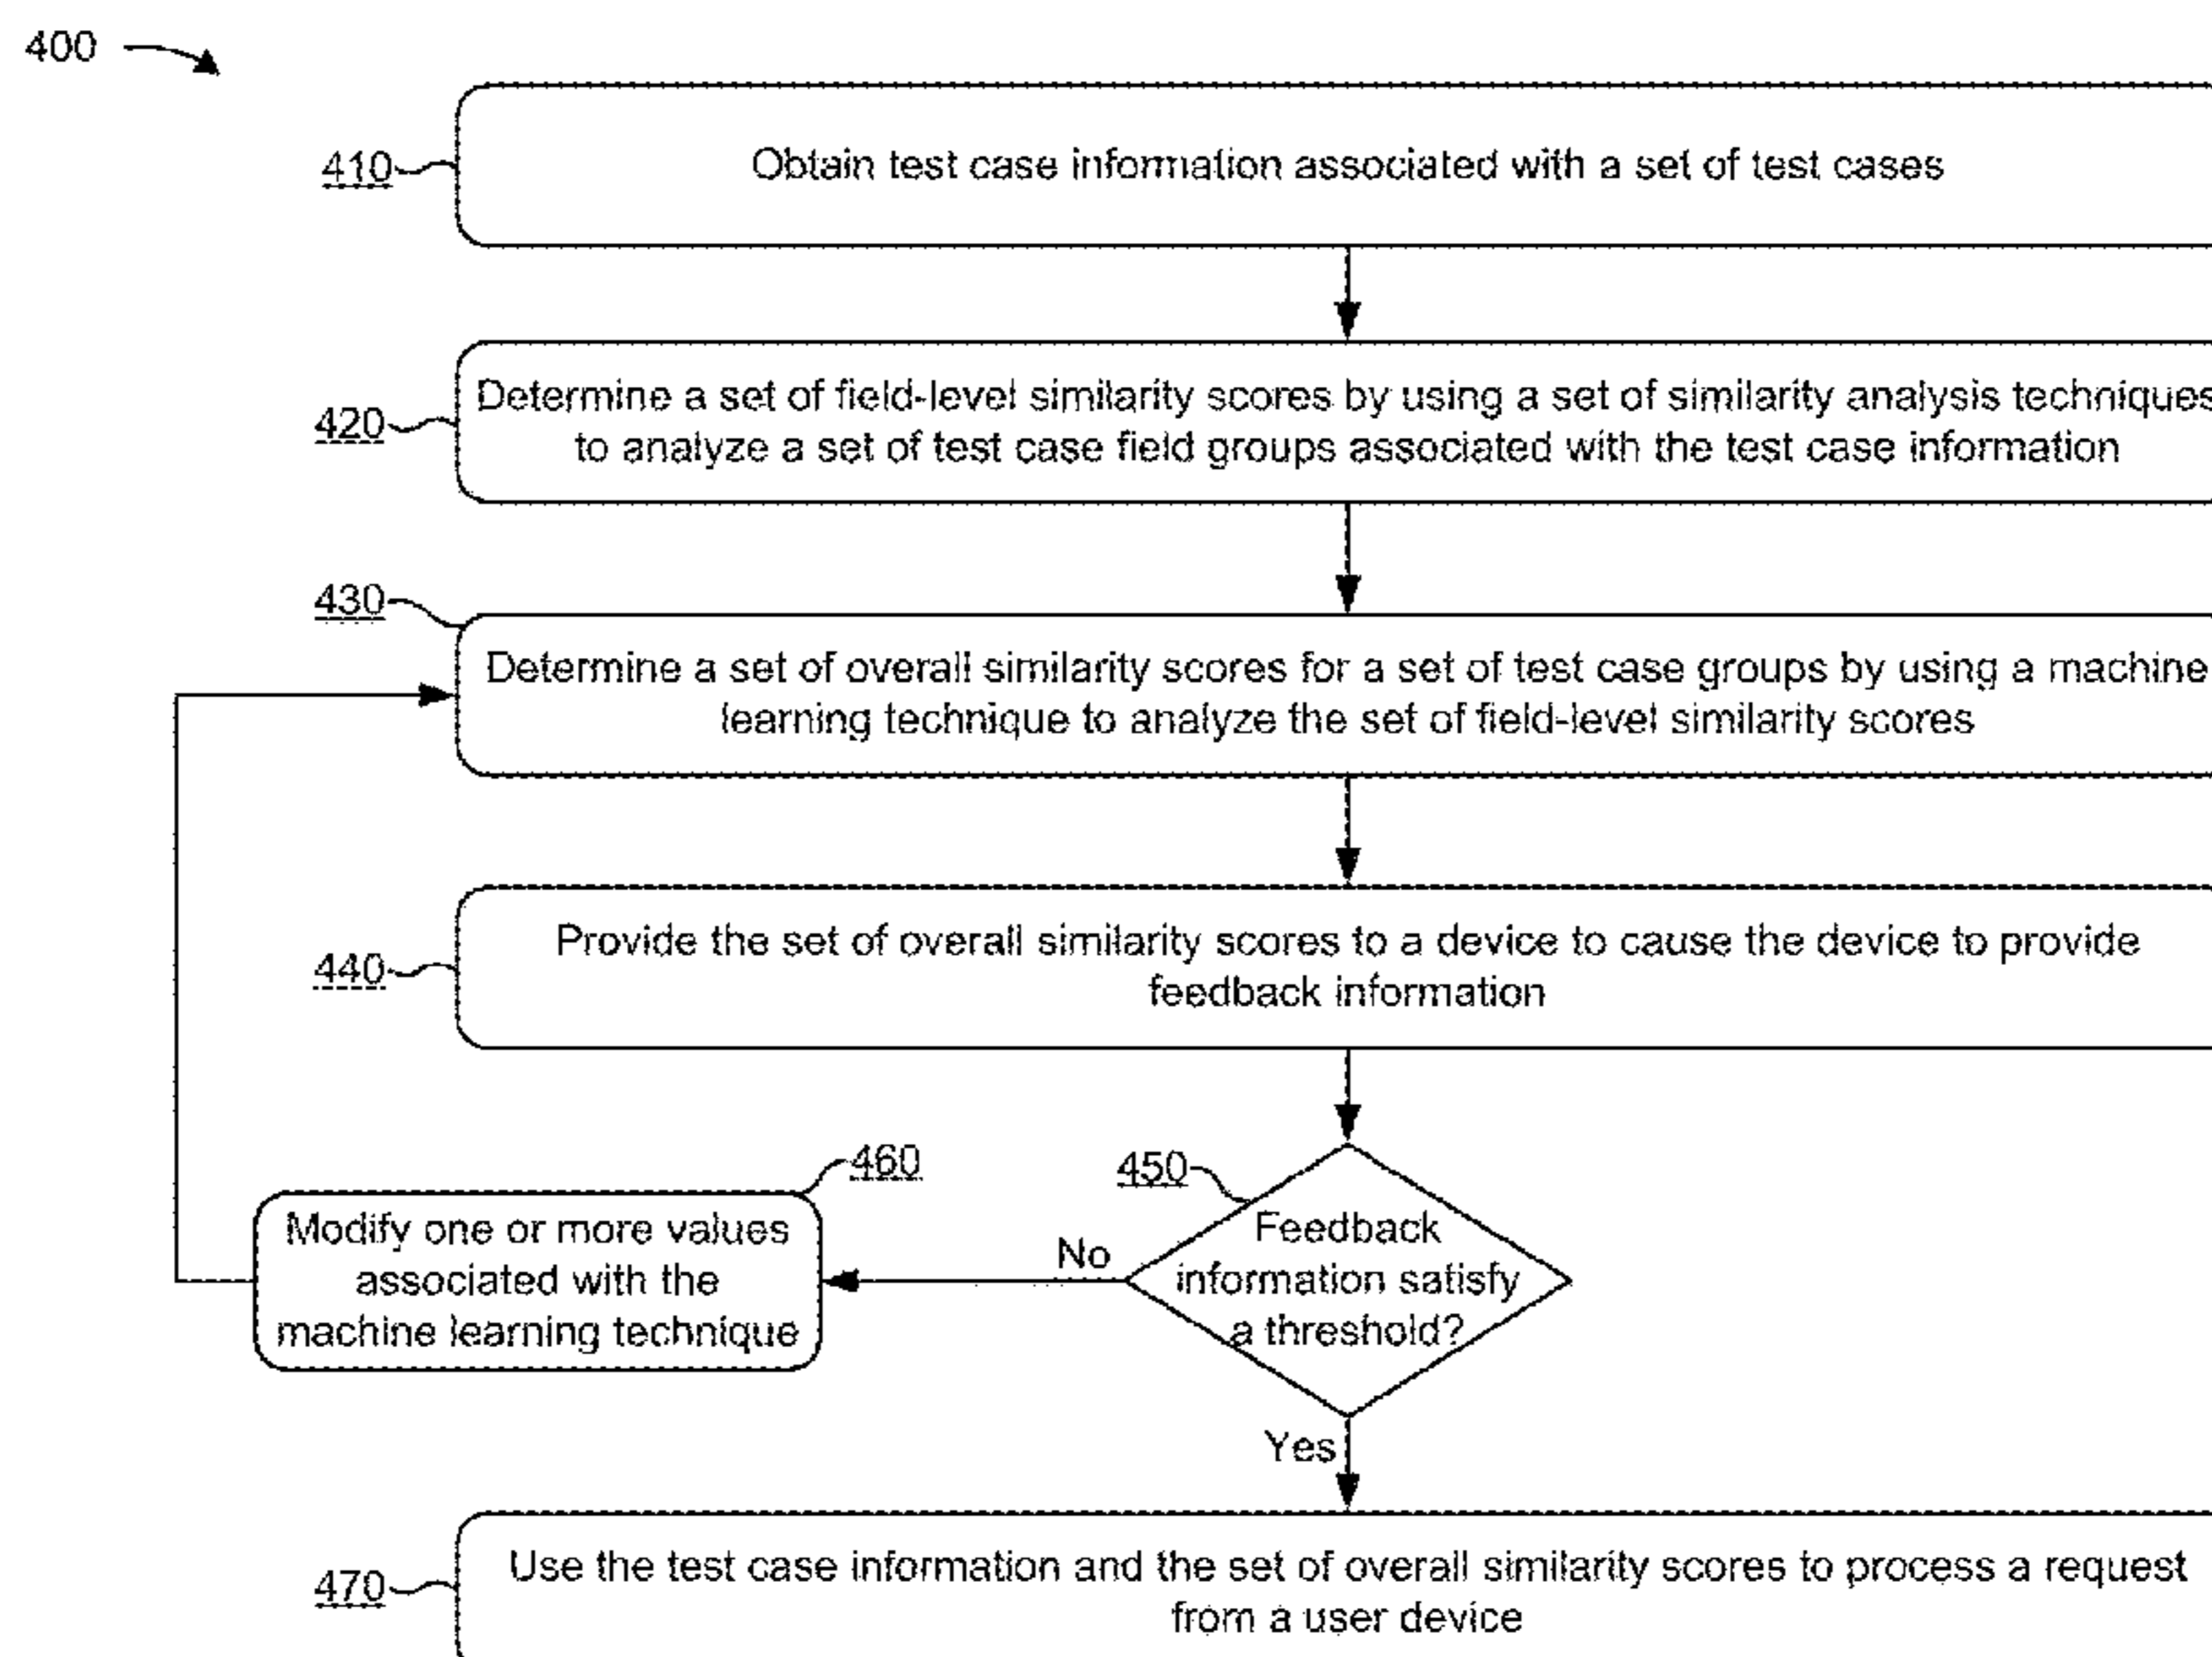 400
410
Obtain test case information associated with a set of test cases
420
Determine a set of field-level similarity scores by using a set of similarity analysis techniques
to analyze a set of test case field groups associated with the test case information
430
Determine a set of overall similarity scores for a set of test case groups by using a machine
learning technique to analyze the set of field-level similarity scores
440
Provide the set of overall similarity scores to a device to cause the device to provide
feedback information
460
Modify one or more values
associated with the
machine learning technique
No
450
Feedback
information satisfy
a threshold?
Yes
470
Use the test case information and the set of overall similarity scores to process a request
from a user device